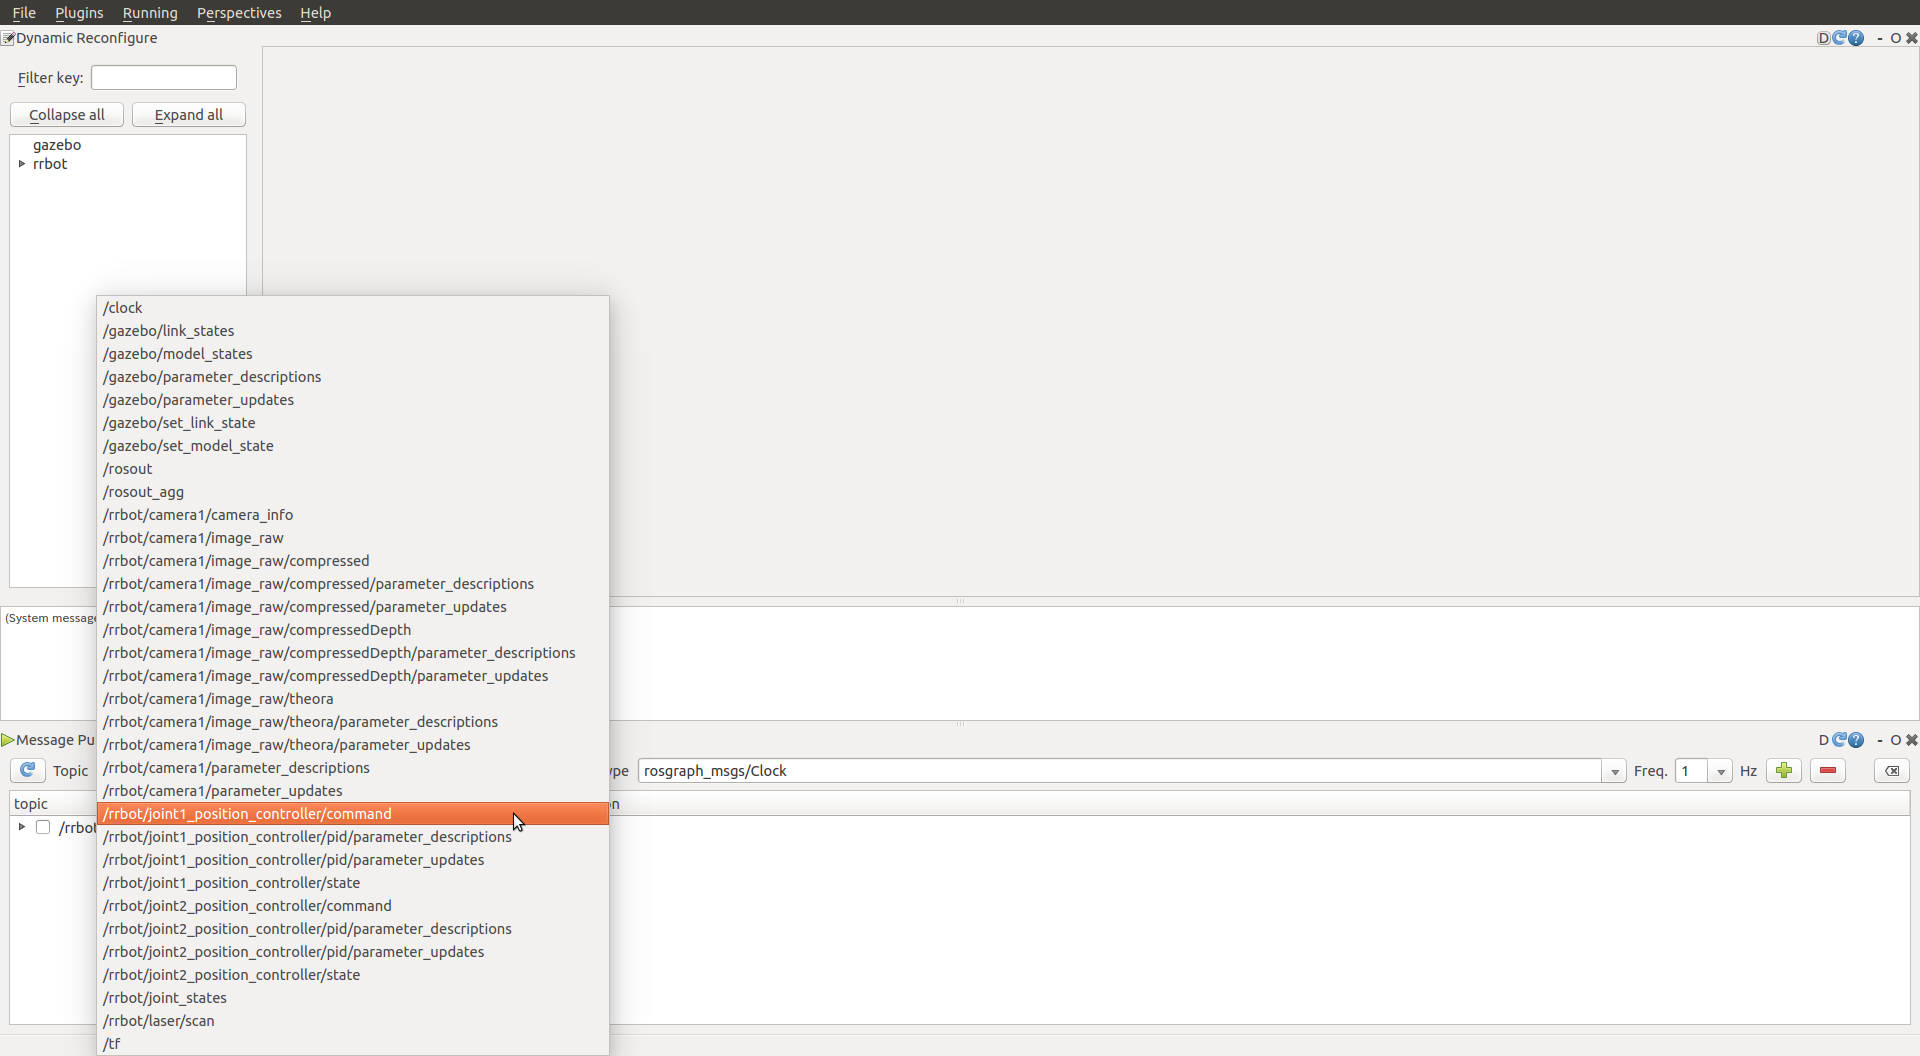 File Plugins Running Perspectives Help
Dynamic Reconfigure D - O
Filter key:
Collapse all Expand all
gazebo
rrbot
/clock
/gazebo/link_states
/gazebo/model_states
/gazebo/parameter_descriptions
/gazebo/parameter_updates
/gazebo/set_link_state
/gazebo/set_model_state
/rosout
/rosout_agg
/rrbot/camera1/camera_info
/rrbot/camera1/image_raw
/rrbot/camera1/image_raw/compressed
/rrbot/camera1/image_raw/compressed/parameter_descriptions
/rrbot/camera1/image_raw/compressed/parameter_updates
/rrbot/camera1/image_raw/compressedDepth
/rrbot/camera1/image_raw/compressedDepth/parameter_descriptions
/rrbot/camera1/image_raw/compressedDepth/parameter_updates
/rrbot/camera1/image_raw/theora
/rrbot/camera1/image_raw/theora/parameter_descriptions
/rrbot/camera1/image_raw/theora/parameter_updates
/rrbot/camera1/parameter_descriptions
/rrbot/camera1/parameter_updates
/rrbot/joint1_position_controller/command
/rrbot/joint1_position_controller/pid/parameter_descriptions
/rrbot/joint1_position_controller/pid/parameter_updates
/rrbot/joint1_position_controller/state
/rrbot/joint2_position_controller/command
/rrbot/joint2_position_controller/pid/parameter_descriptions
/rrbot/joint2_position_controller/pid/parameter_updates
/rrbot/joint2_position_controller/state
/rrbot/joint_states
/rrbot/laser/scan
/tf
(System message
Message Pu D - O
Topic ype rosgraph_msgs/Clock Freq. 1 Hz
topic on
/rrbot